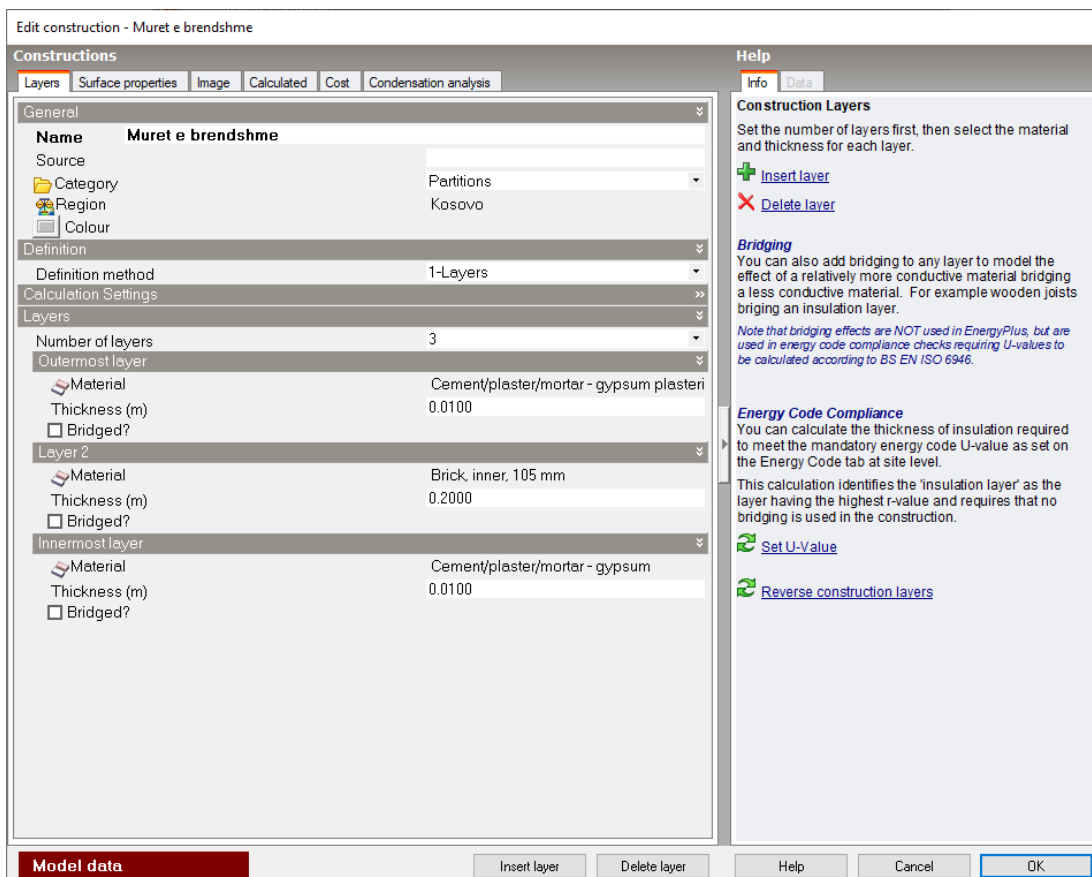 Edit construction - Muret e brendshme
Constructions
Layers Surface properties Image Calculated Cost Condensation analysis
General
Name Muret e brendshme
Source
Category Partitions
Region Kosovo
Colour
Definition
Definition method 1-Layers
Calculation Settings
Layers
Number of layers 3
Outermost layer
Material Cement/plaster/mortar - gypsum plasteri
Thickness (m) 0.0100
Bridged?
Layer 2
Material Brick, inner, 105 mm
Thickness (m) 0.2000
Bridged?
Innermost layer
Material Cement/plaster/mortar - gypsum
Thickness (m) 0.0100
Bridged?
Model data
Insert layer Delete layer
Help
Info Data
Construction Layers
Set the number of layers first, then select the material
and thickness for each layer.
Insert layer
Delete layer
Bridging
You can also add bridging to any layer to model the
effect of a relatively more conductive material bridging
a less conductive material. For example wooden joists
briging an insulation layer.
Note that bridging effects are NOT used in EnergyPlus, but are
used in energy code compliance checks requiring U-values to
be calculated according to BS EN ISO 6946.
Energy Code Compliance
You can calculate the thickness of insulation required
to meet the mandatory energy code U-value as set on
the Energy Code tab at site level.
This calculation identifies the 'insulation layer' as the
layer having the highest r-value and requires that no
bridging is used in the construction.
Set U-Value
Reverse construction layers
Help Cancel OK